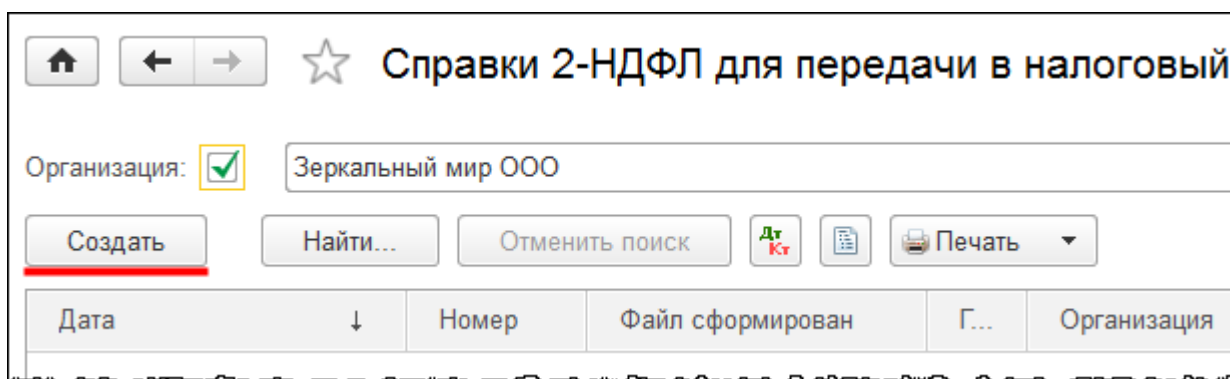 Справки 2-НДФЛ для передачи в налоговый
Организация: Зеркальный мир ООО
Создать Найти... Отменить поиск Дт Кт Печать
Дата ↓ Номер Файл сформирован Г... Организация